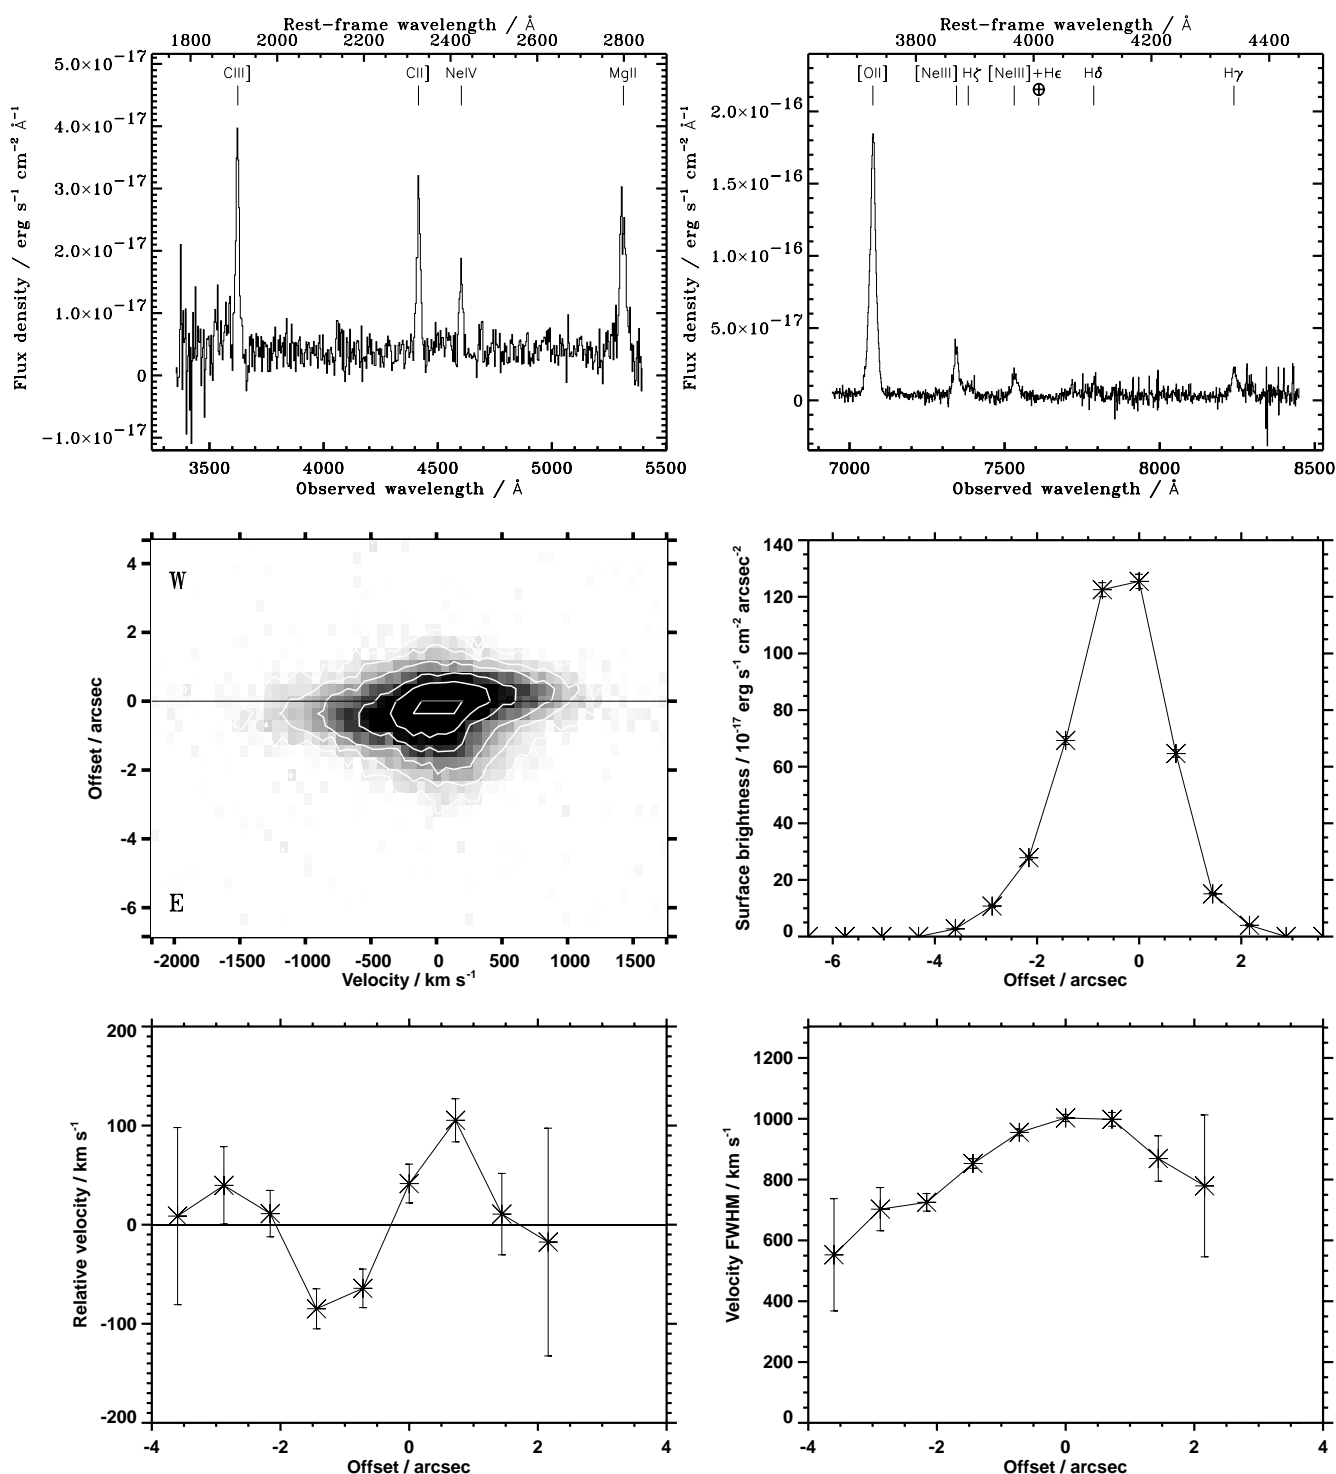 Rest-frame wavelength / Å
1800 2000 2200 2400 2600 2800
CIII] CII] NeIV MgII
5.0×10⁻¹⁷
4.0×10⁻¹⁷
3.0×10⁻¹⁷
2.0×10⁻¹⁷
1.0×10⁻¹⁷
0
−1.0×10⁻¹⁷
Flux density / erg s⁻¹ cm⁻² Å⁻¹
3500 4000 4500 5000 5500
Observed wavelength / Å
Rest-frame wavelength / Å
3800 4000 4200 4400
[OII] [NeIII] Hζ [NeIII]+Hε Hδ Hγ
⊕
2.0×10⁻¹⁶
1.5×10⁻¹⁶
1.0×10⁻¹⁶
5.0×10⁻¹⁷
0
Flux density / erg s⁻¹ cm⁻² Å⁻¹
7000 7500 8000 8500
Observed wavelength / Å
W
E
4
2
0
-2
-4
-6
Offset / arcsec
-2000 -1500 -1000 -500 0 500 1000 1500
Velocity / km s⁻¹
140
120
100
80
60
40
20
0
Surface brightness / 10⁻¹⁷ erg s⁻¹ cm⁻² arcsec⁻²
-6 -4 -2 0 2
Offset / arcsec
200
100
0
-100
-200
Relative velocity / km s⁻¹
-4 -2 0 2 4
Offset / arcsec
1200
1000
800
600
400
200
0
Velocity FWHM / km s⁻¹
-4 -2 0 2 4
Offset / arcsec